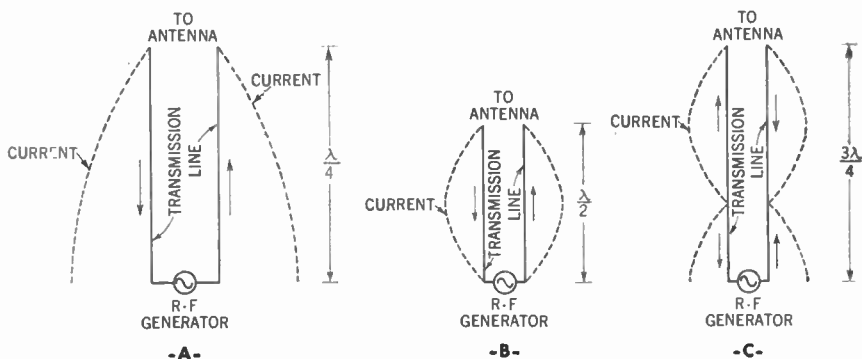 TO
ANTENNA
CURRENT
CURRENT
TRANSMISSION
LINE
λ
4
R-F
GENERATOR
-A-
TO
ANTENNA
CURRENT
TRANSMISSION
LINE
λ
2
R-F
GENERATOR
-B-
TO
ANTENNA
CURRENT
TRANSMISSION
LINE
3λ
4
R-F
GENERATOR
-C-